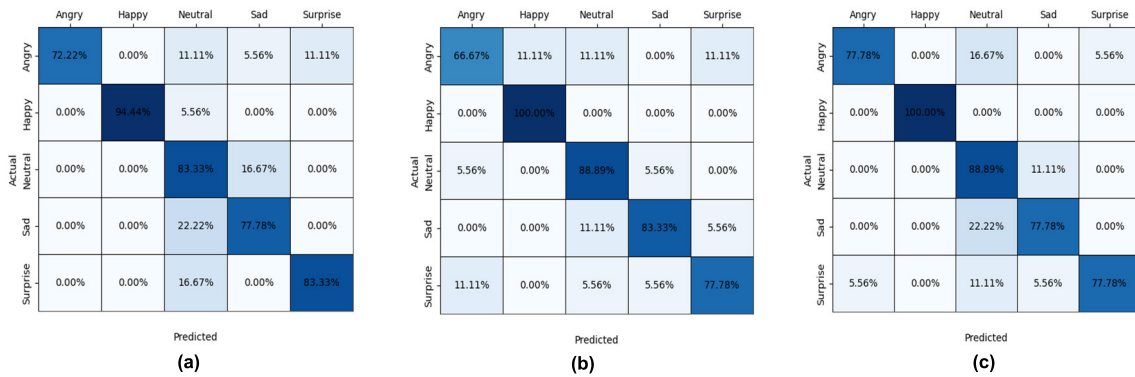 Angry Happy Neutral Sad Surprise
Angry 72.22% 0.00% 11.11% 5.56% 11.11%
Happy 0.00% 94.44% 5.56% 0.00% 0.00%
Actual
Neutral 0.00% 0.00% 83.33% 16.67% 0.00%
Sad 0.00% 0.00% 22.22% 77.78% 0.00%
Surprise 0.00% 0.00% 16.67% 0.00% 83.33%
Predicted
(a)
Angry Happy Neutral Sad Surprise
Angry 66.67% 11.11% 11.11% 0.00% 11.11%
Happy 0.00% 100.00% 0.00% 0.00% 0.00%
Actual
Neutral 5.56% 0.00% 88.89% 5.56% 0.00%
Sad 0.00% 0.00% 11.11% 83.33% 5.56%
Surprise 11.11% 0.00% 5.56% 5.56% 77.78%
Predicted
(b)
Angry Happy Neutral Sad Surprise
Angry 77.78% 0.00% 16.67% 0.00% 5.56%
Happy 0.00% 100.00% 0.00% 0.00% 0.00%
Actual
Neutral 0.00% 0.00% 88.89% 11.11% 0.00%
Sad 0.00% 0.00% 22.22% 77.78% 0.00%
Surprise 5.56% 0.00% 11.11% 5.56% 77.78%
Predicted
(c)